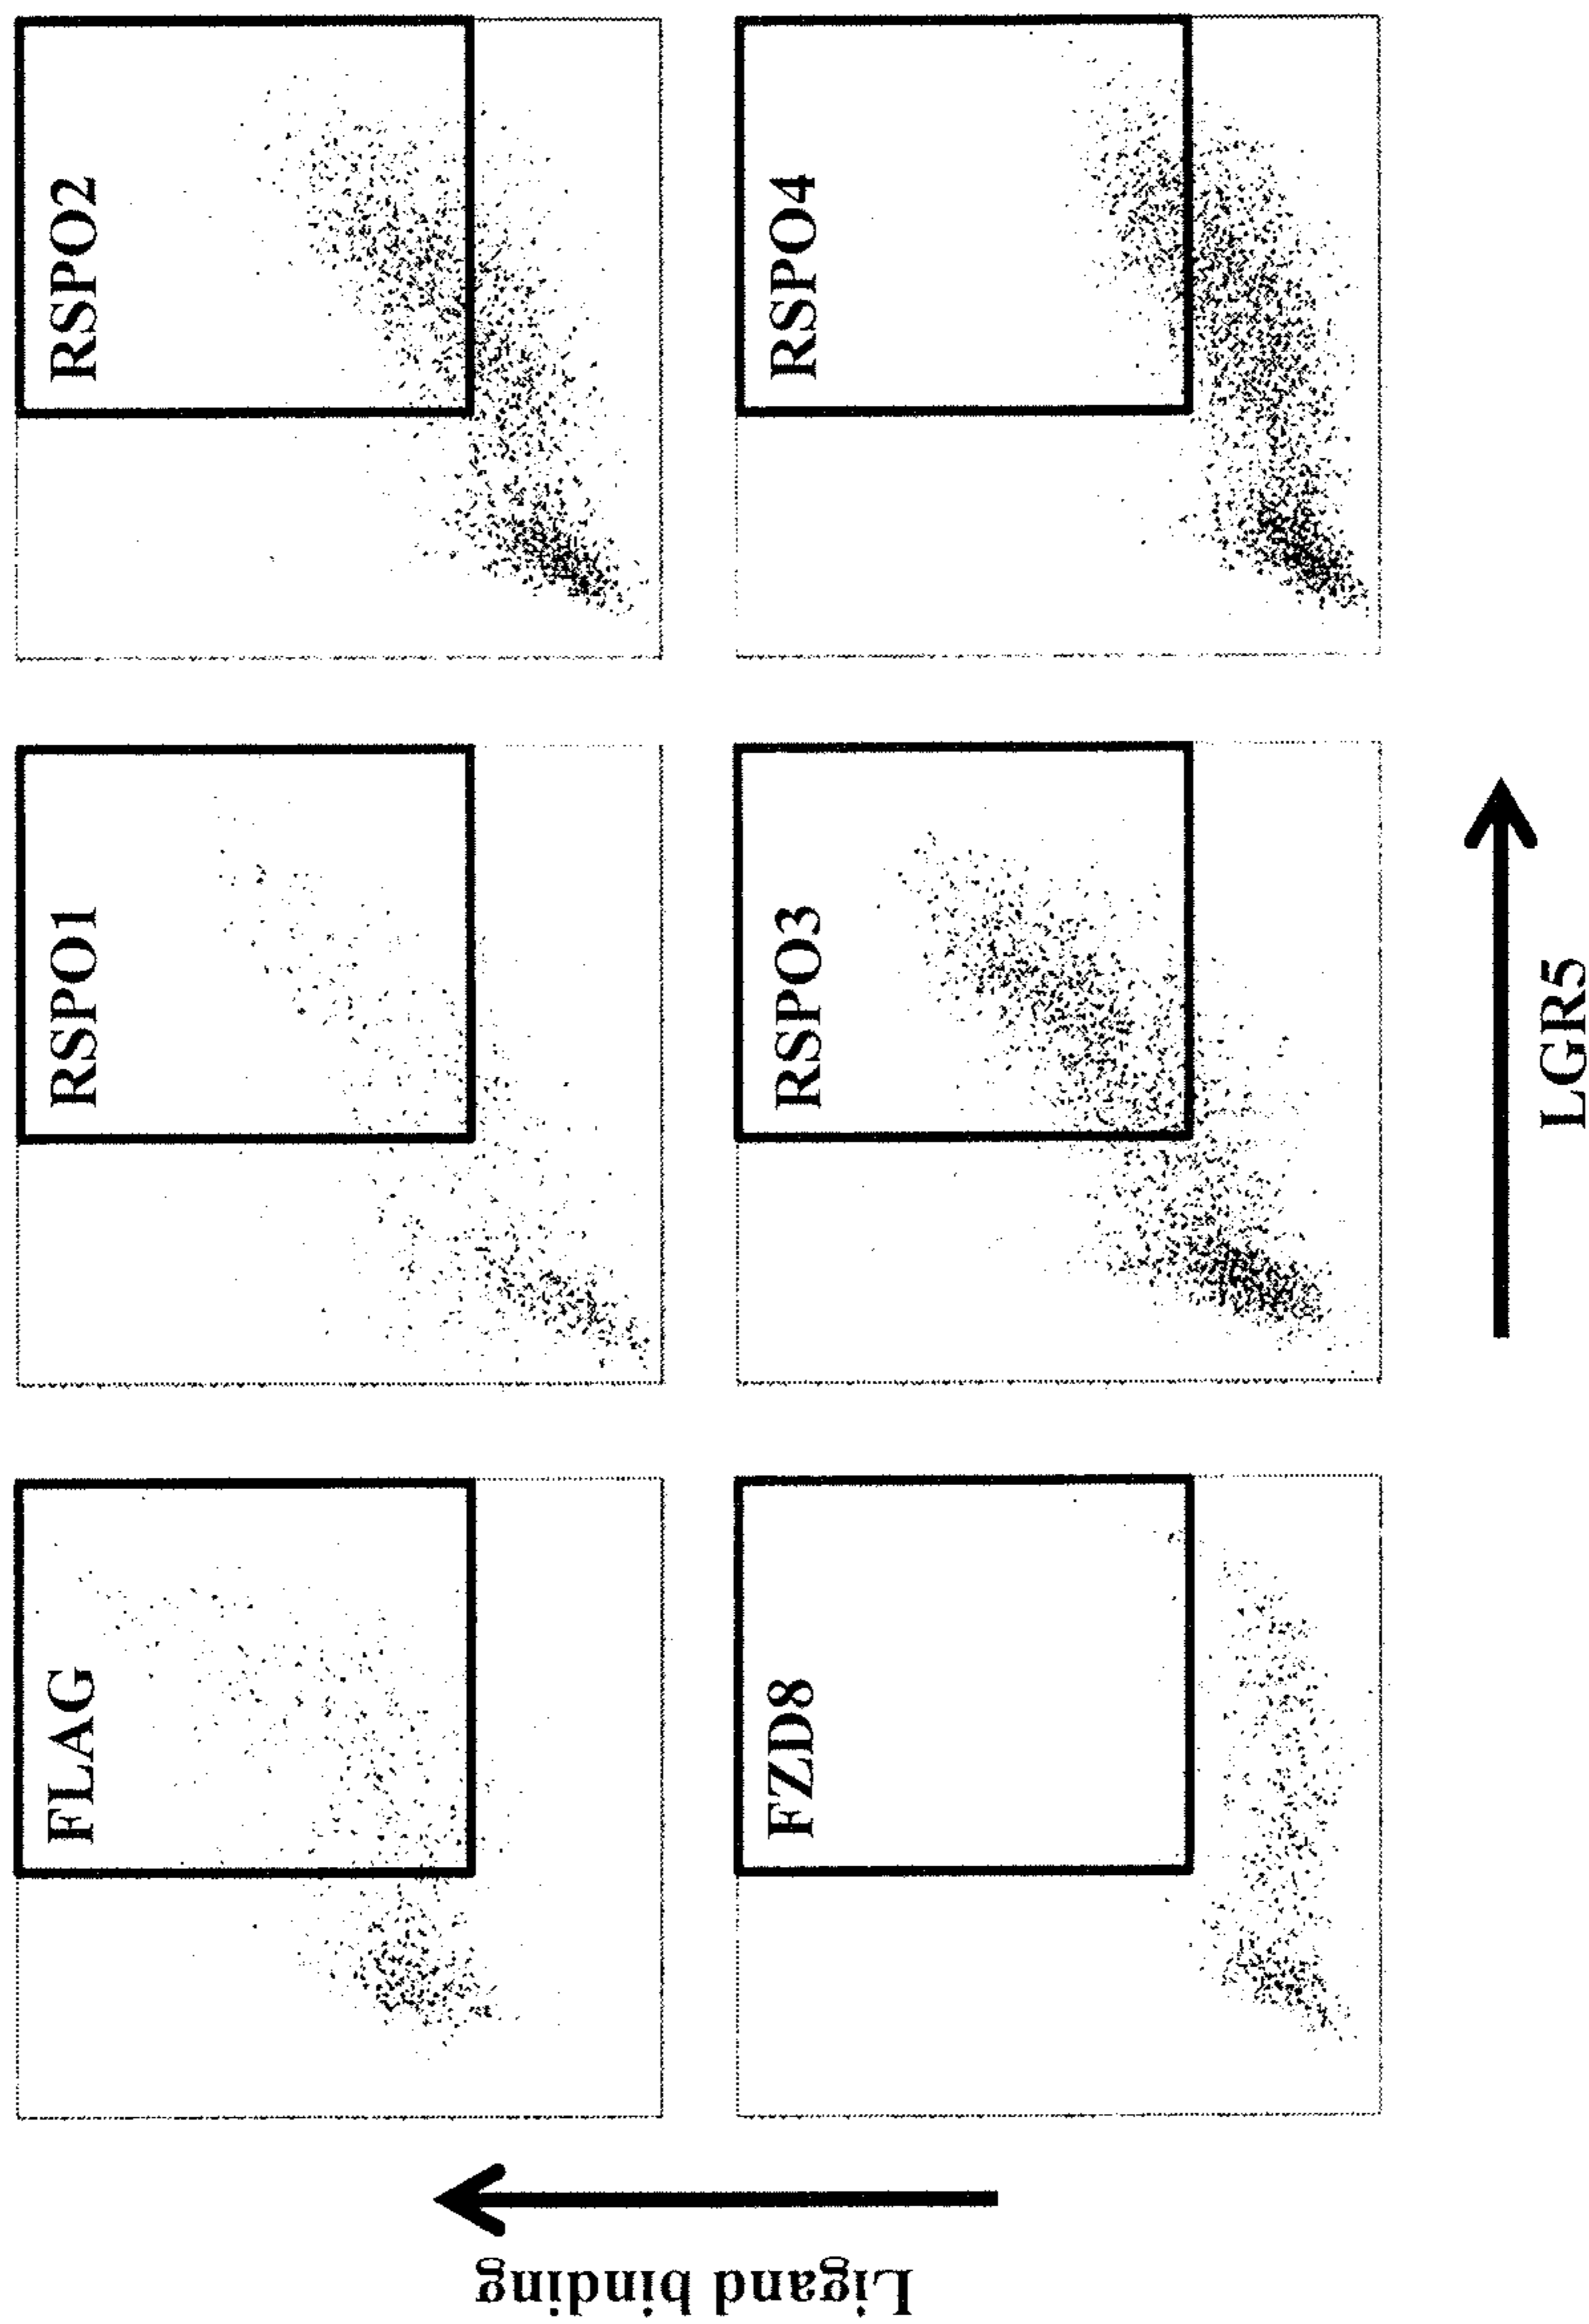 FLAG
RSPO1
RSPO2
FZD8
RSPO3
RSPO4
Ligand binding
LGR5